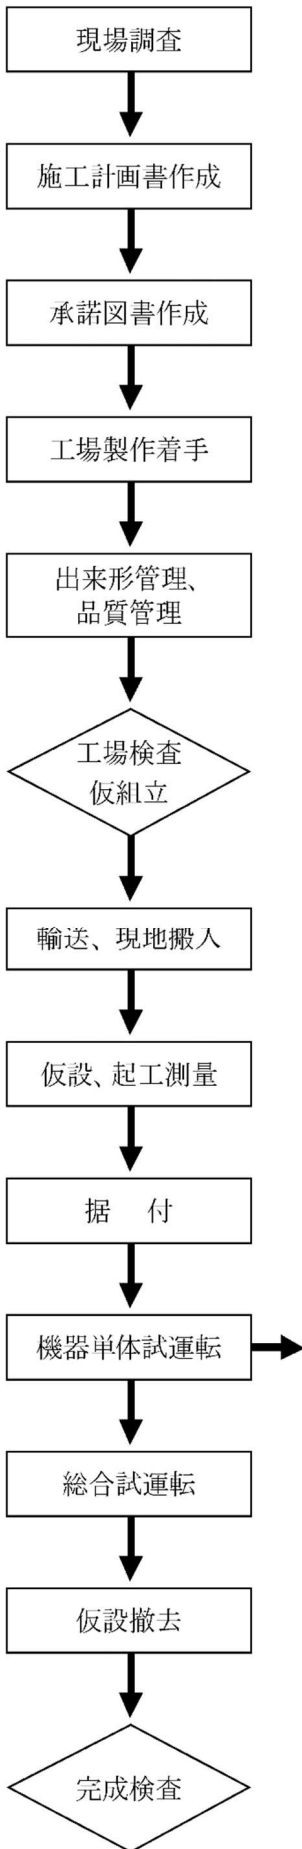 現場調査
施工計画書作成
承諾図書作成
工場製作着手
出来形管理、
品質管理
工場検査
仮組立
輸送、現地搬入
仮設、起工測量
据　付
機器単体試運転
総合試運転
仮設撤去
完成検査